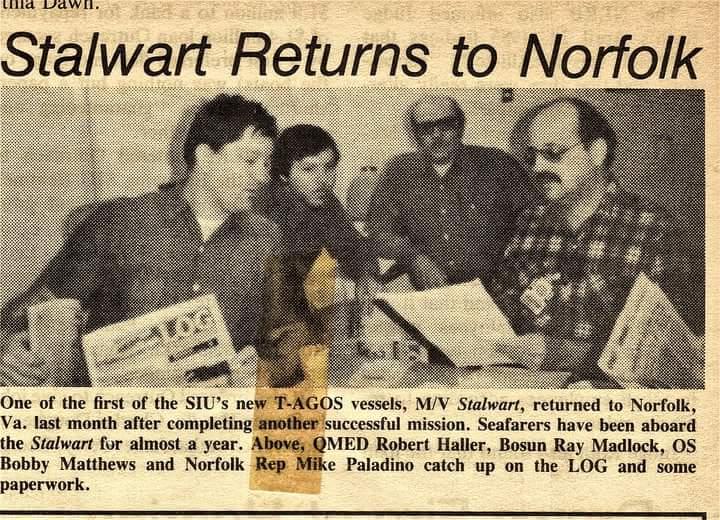 thia Dawn.
Stalwart Returns to Norfolk
LOG
One of the first of the SIU's new T-AGOS vessels, M/V Stalwart, returned to Norfolk,
Va. last month after completing another successful mission. Seafarers have been aboard
the Stalwart for almost a year. Above, QMED Robert Haller, Bosun Ray Madlock, OS
Bobby Matthews and Norfolk Rep Mike Paladino catch up on the LOG and some
paperwork.